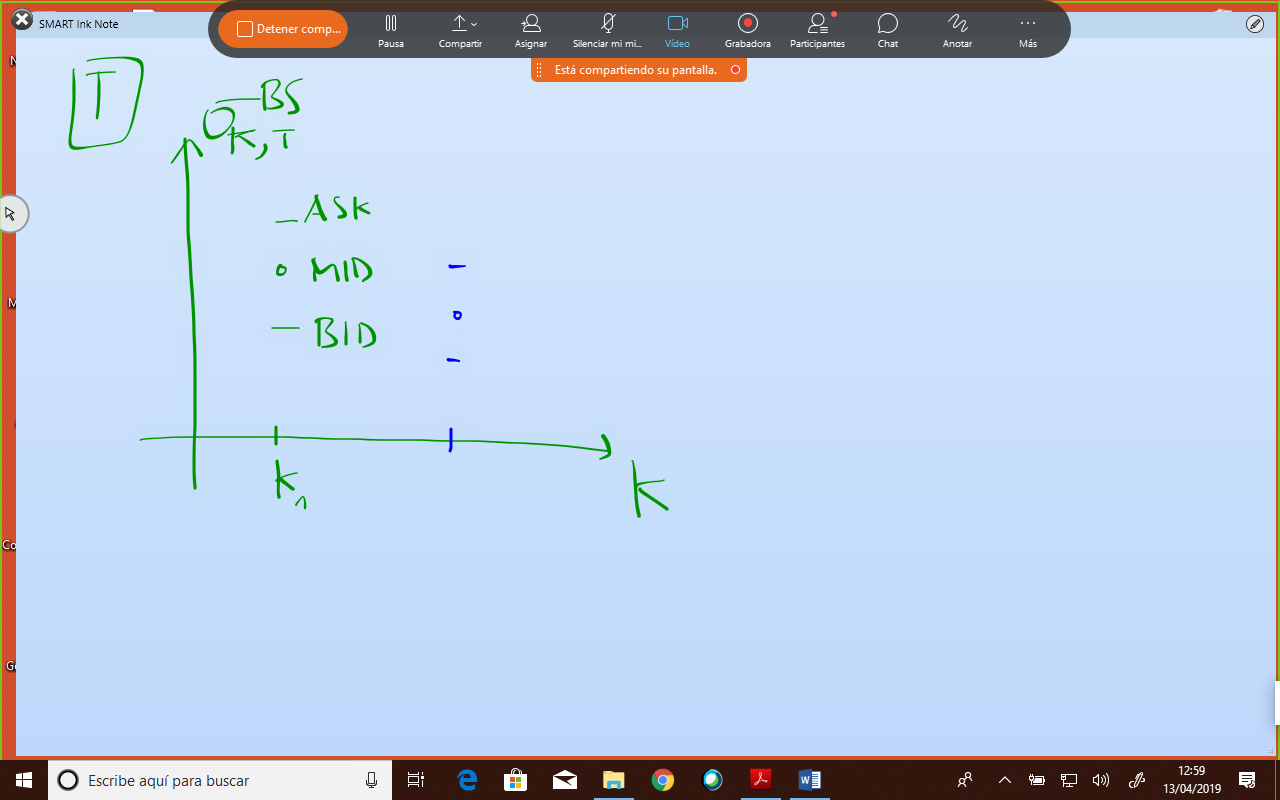 SMART Ink Note
Detener comp...
Pausa
Compartir
Asignar
Silenciar mi mi...
Vídeo
Grabadora
Participantes
Chat
Anotar
Más
Está compartiendo su pantalla.
T
σ BS K, T
ASK
MID
BID
K1
K
Escribe aquí para buscar
12:59
13/04/2019